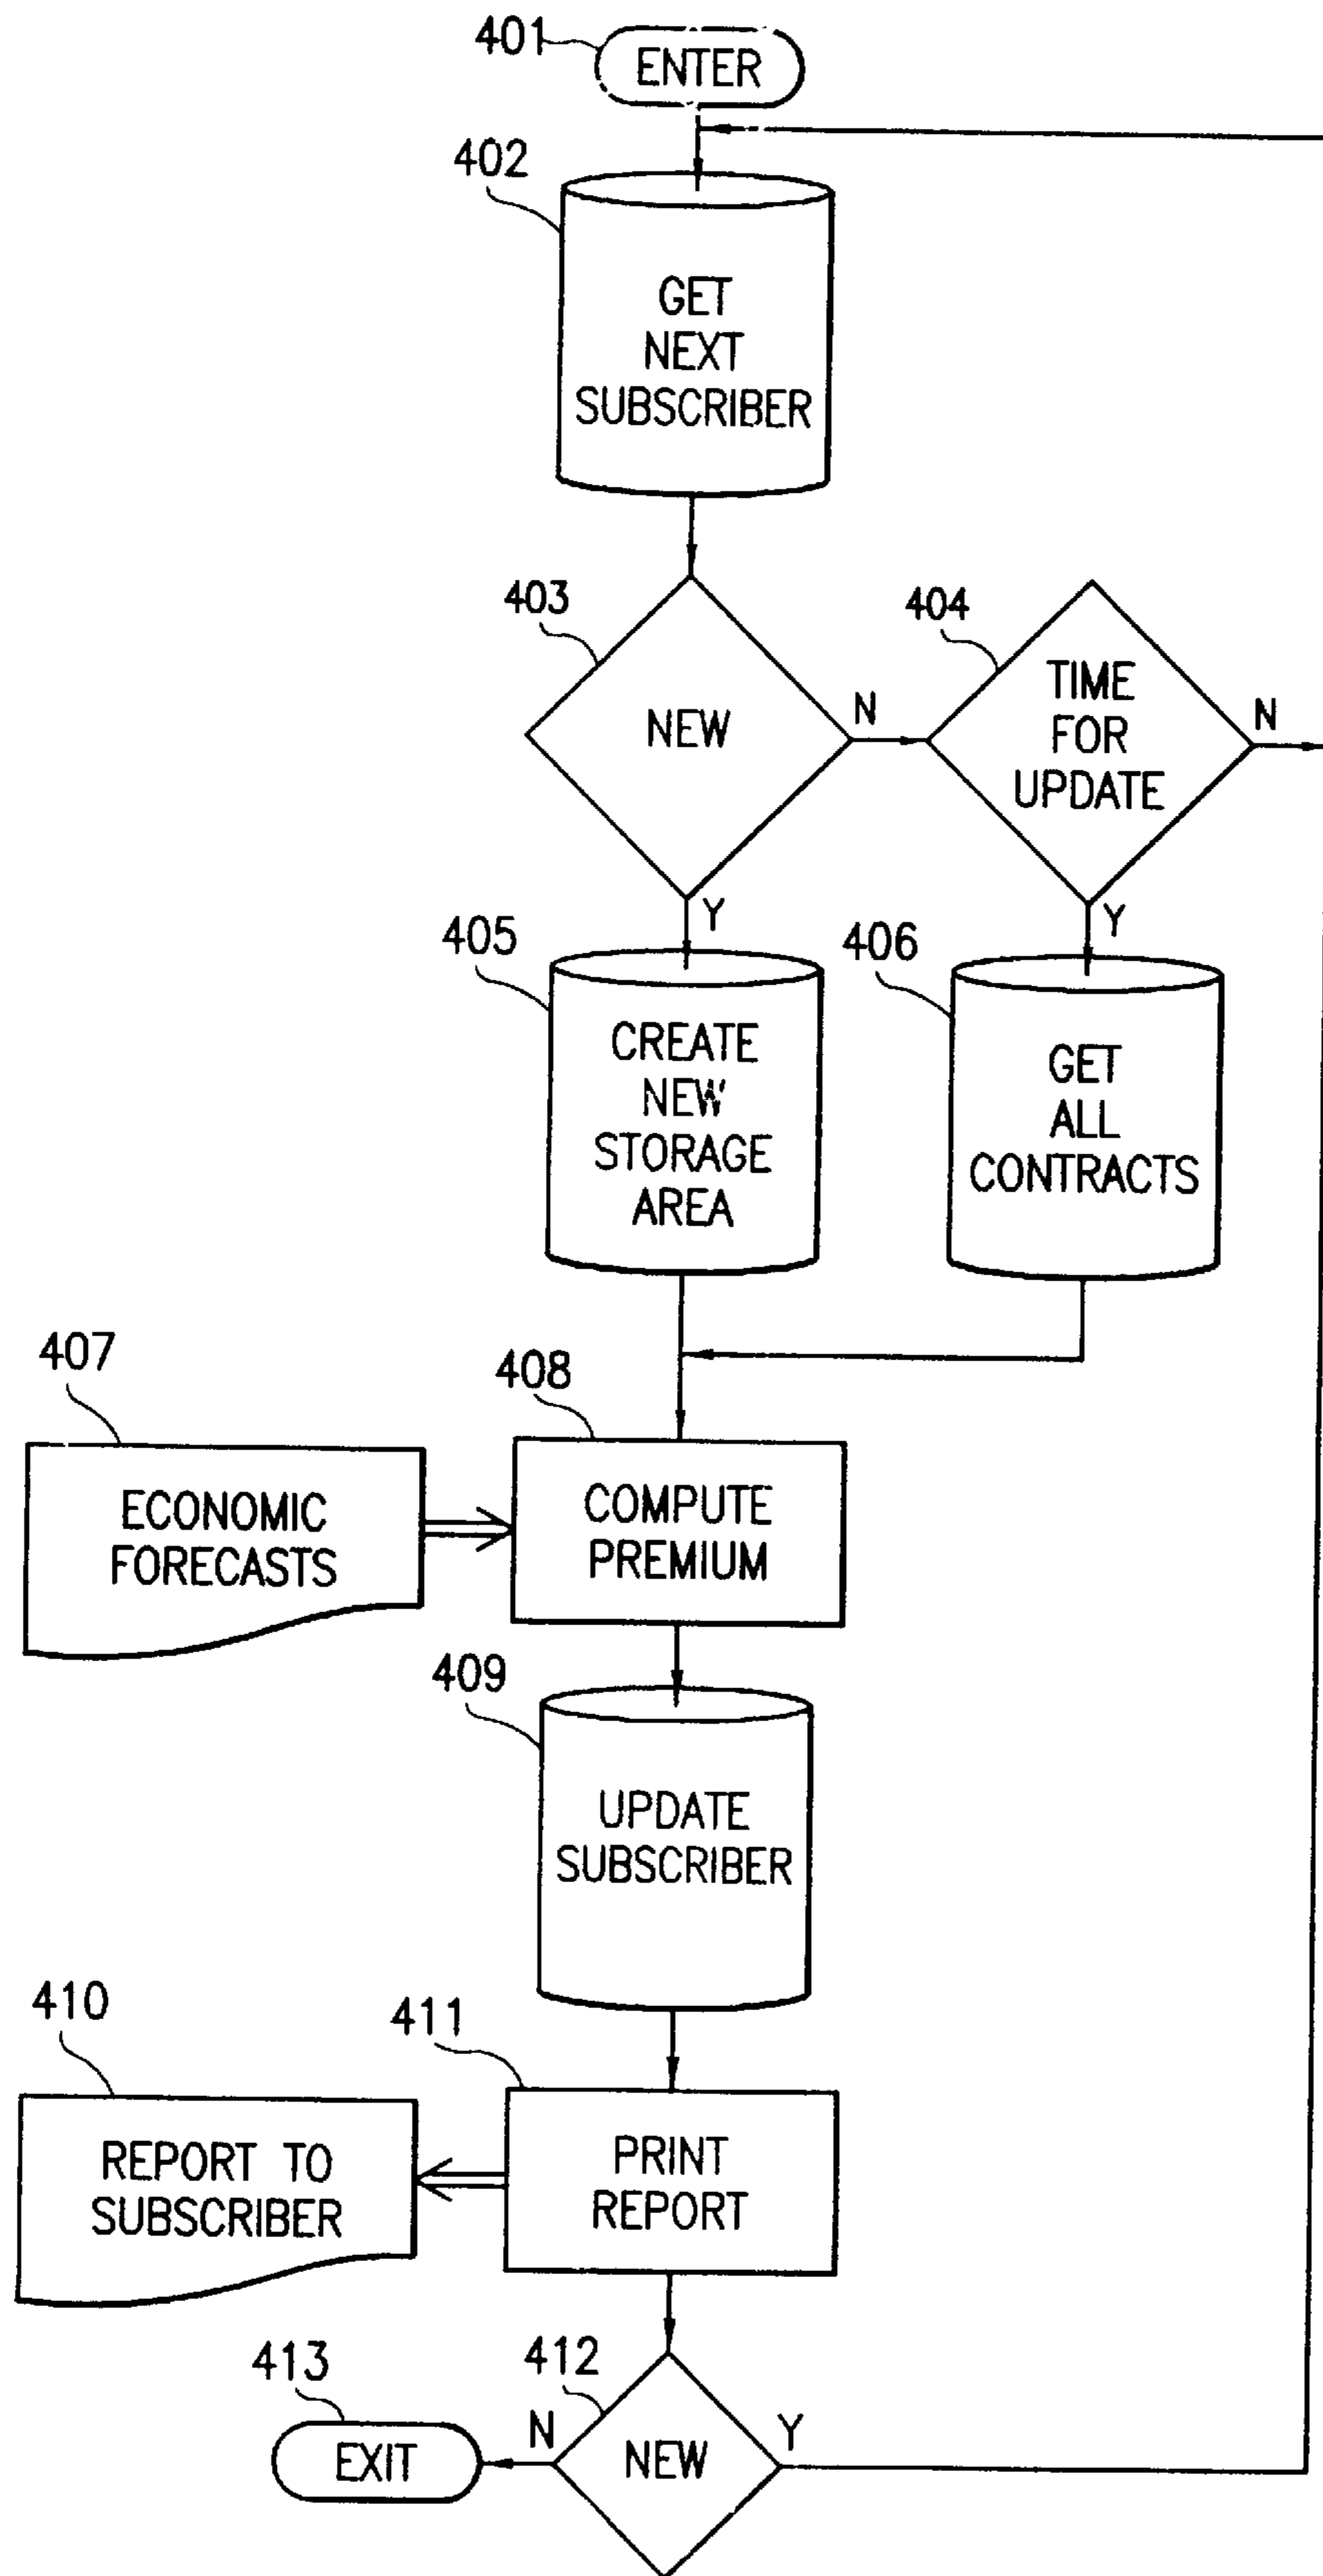 401
ENTER
402
GET
NEXT
SUBSCRIBER
403
NEW
N
Y
404
TIME
FOR
UPDATE
N
Y
405
CREATE
NEW
STORAGE
AREA
406
GET
ALL
CONTRACTS
407
ECONOMIC
FORECASTS
408
COMPUTE
PREMIUM
409
UPDATE
SUBSCRIBER
410
REPORT TO
SUBSCRIBER
411
PRINT
REPORT
412
NEW
N
Y
413
EXIT